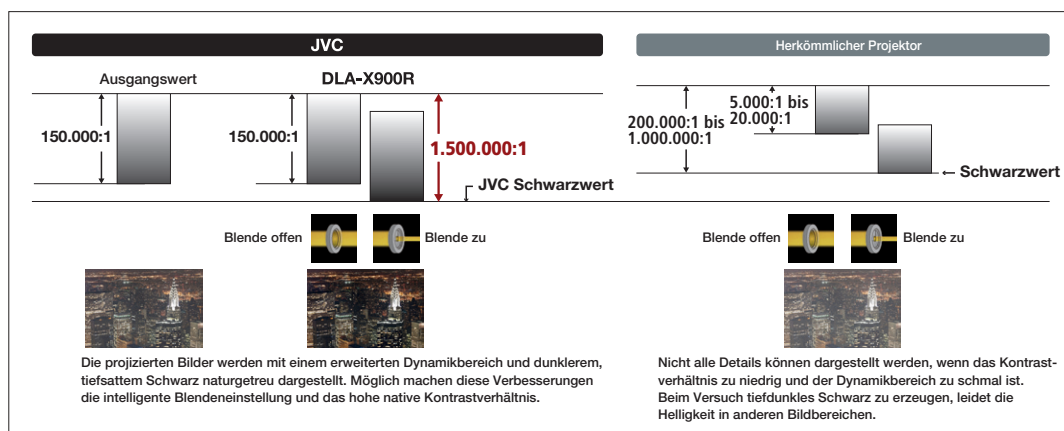 JVC
Ausgangswert
DLA-X900R
150.000:1
150.000:1
1.500.000:1
JVC Schwarzwert
Blende offen
Blende zu
Die projizierten Bilder werden mit einem erweiterten Dynamikbereich und dunklerem,
tiefsattem Schwarz naturgetreu dargestellt. Möglich machen diese Verbesserungen
die intelligente Blendeneinstellung und das hohe native Kontrastverhältnis.
Herkömmlicher Projektor
200.000:1 bis
1.000.000:1
5.000:1 bis
20.000:1
← Schwarzwert
Blende offen
Blende zu
Nicht alle Details können dargestellt werden, wenn das Kontrast-
verhältnis zu niedrig und der Dynamikbereich zu schmal ist.
Beim Versuch tiefdunkles Schwarz zu erzeugen, leidet die
Helligkeit in anderen Bildbereichen.